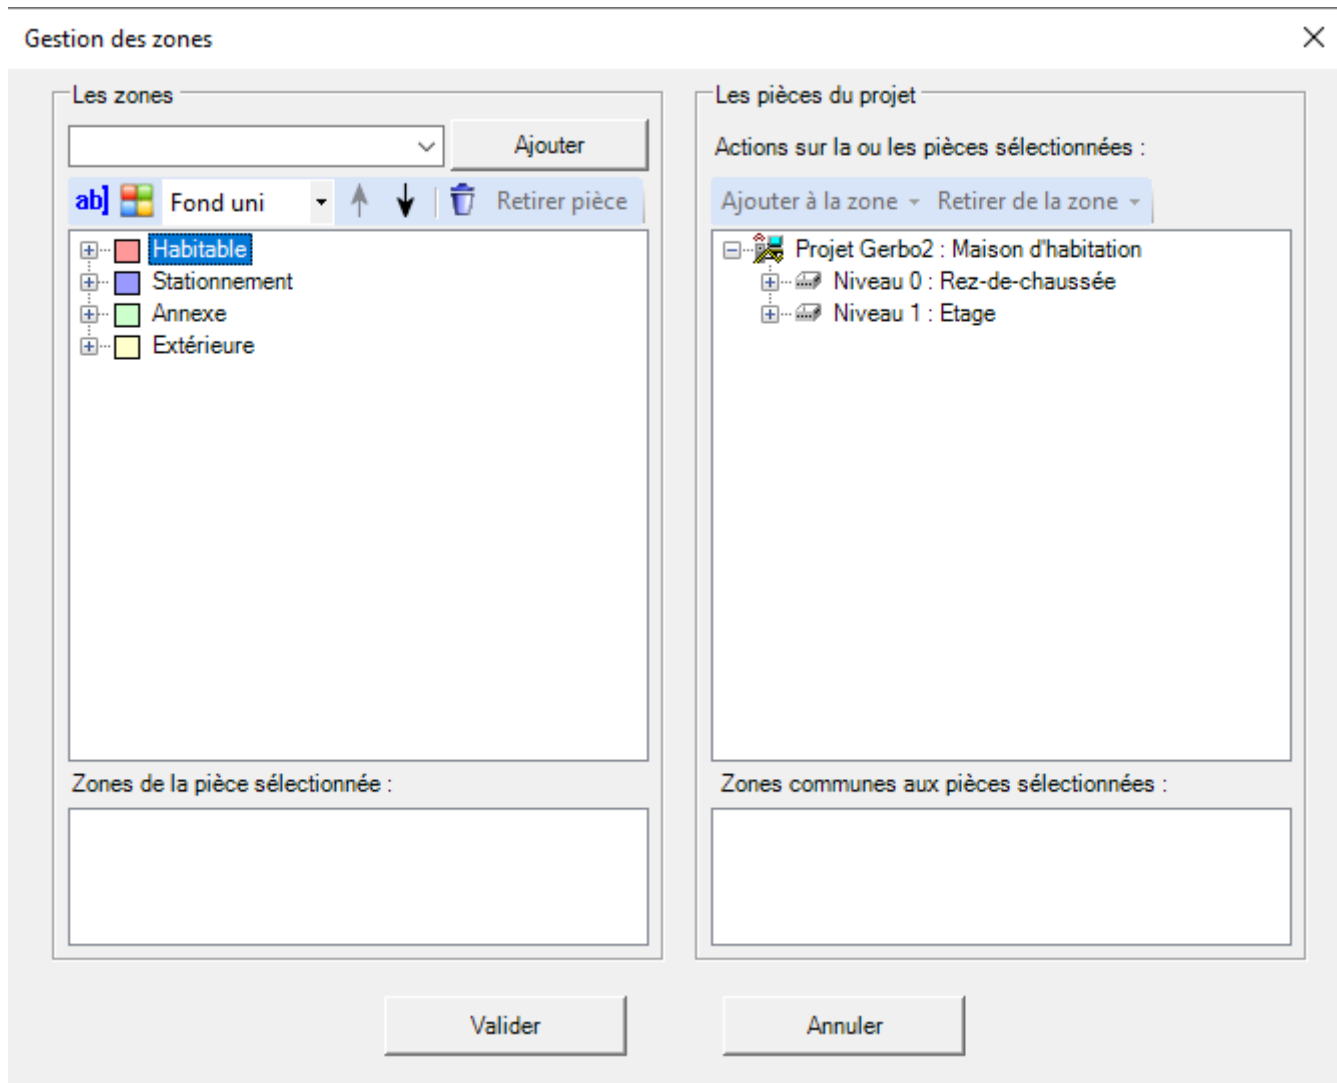 Gestion des zones
Les zones
Ajouter
ab] Fond uni Retirer pièce
Habitable
Stationnement
Annexe
Extérieure
Zones de la pièce sélectionnée :
Les pièces du projet
Actions sur la ou les pièces sélectionnées :
Ajouter à la zone Retirer de la zone
Projet Gerbo2 : Maison d'habitation
Niveau 0 : Rez-de-chaussée
Niveau 1 : Etage
Zones communes aux pièces sélectionnées :
Valider Annuler